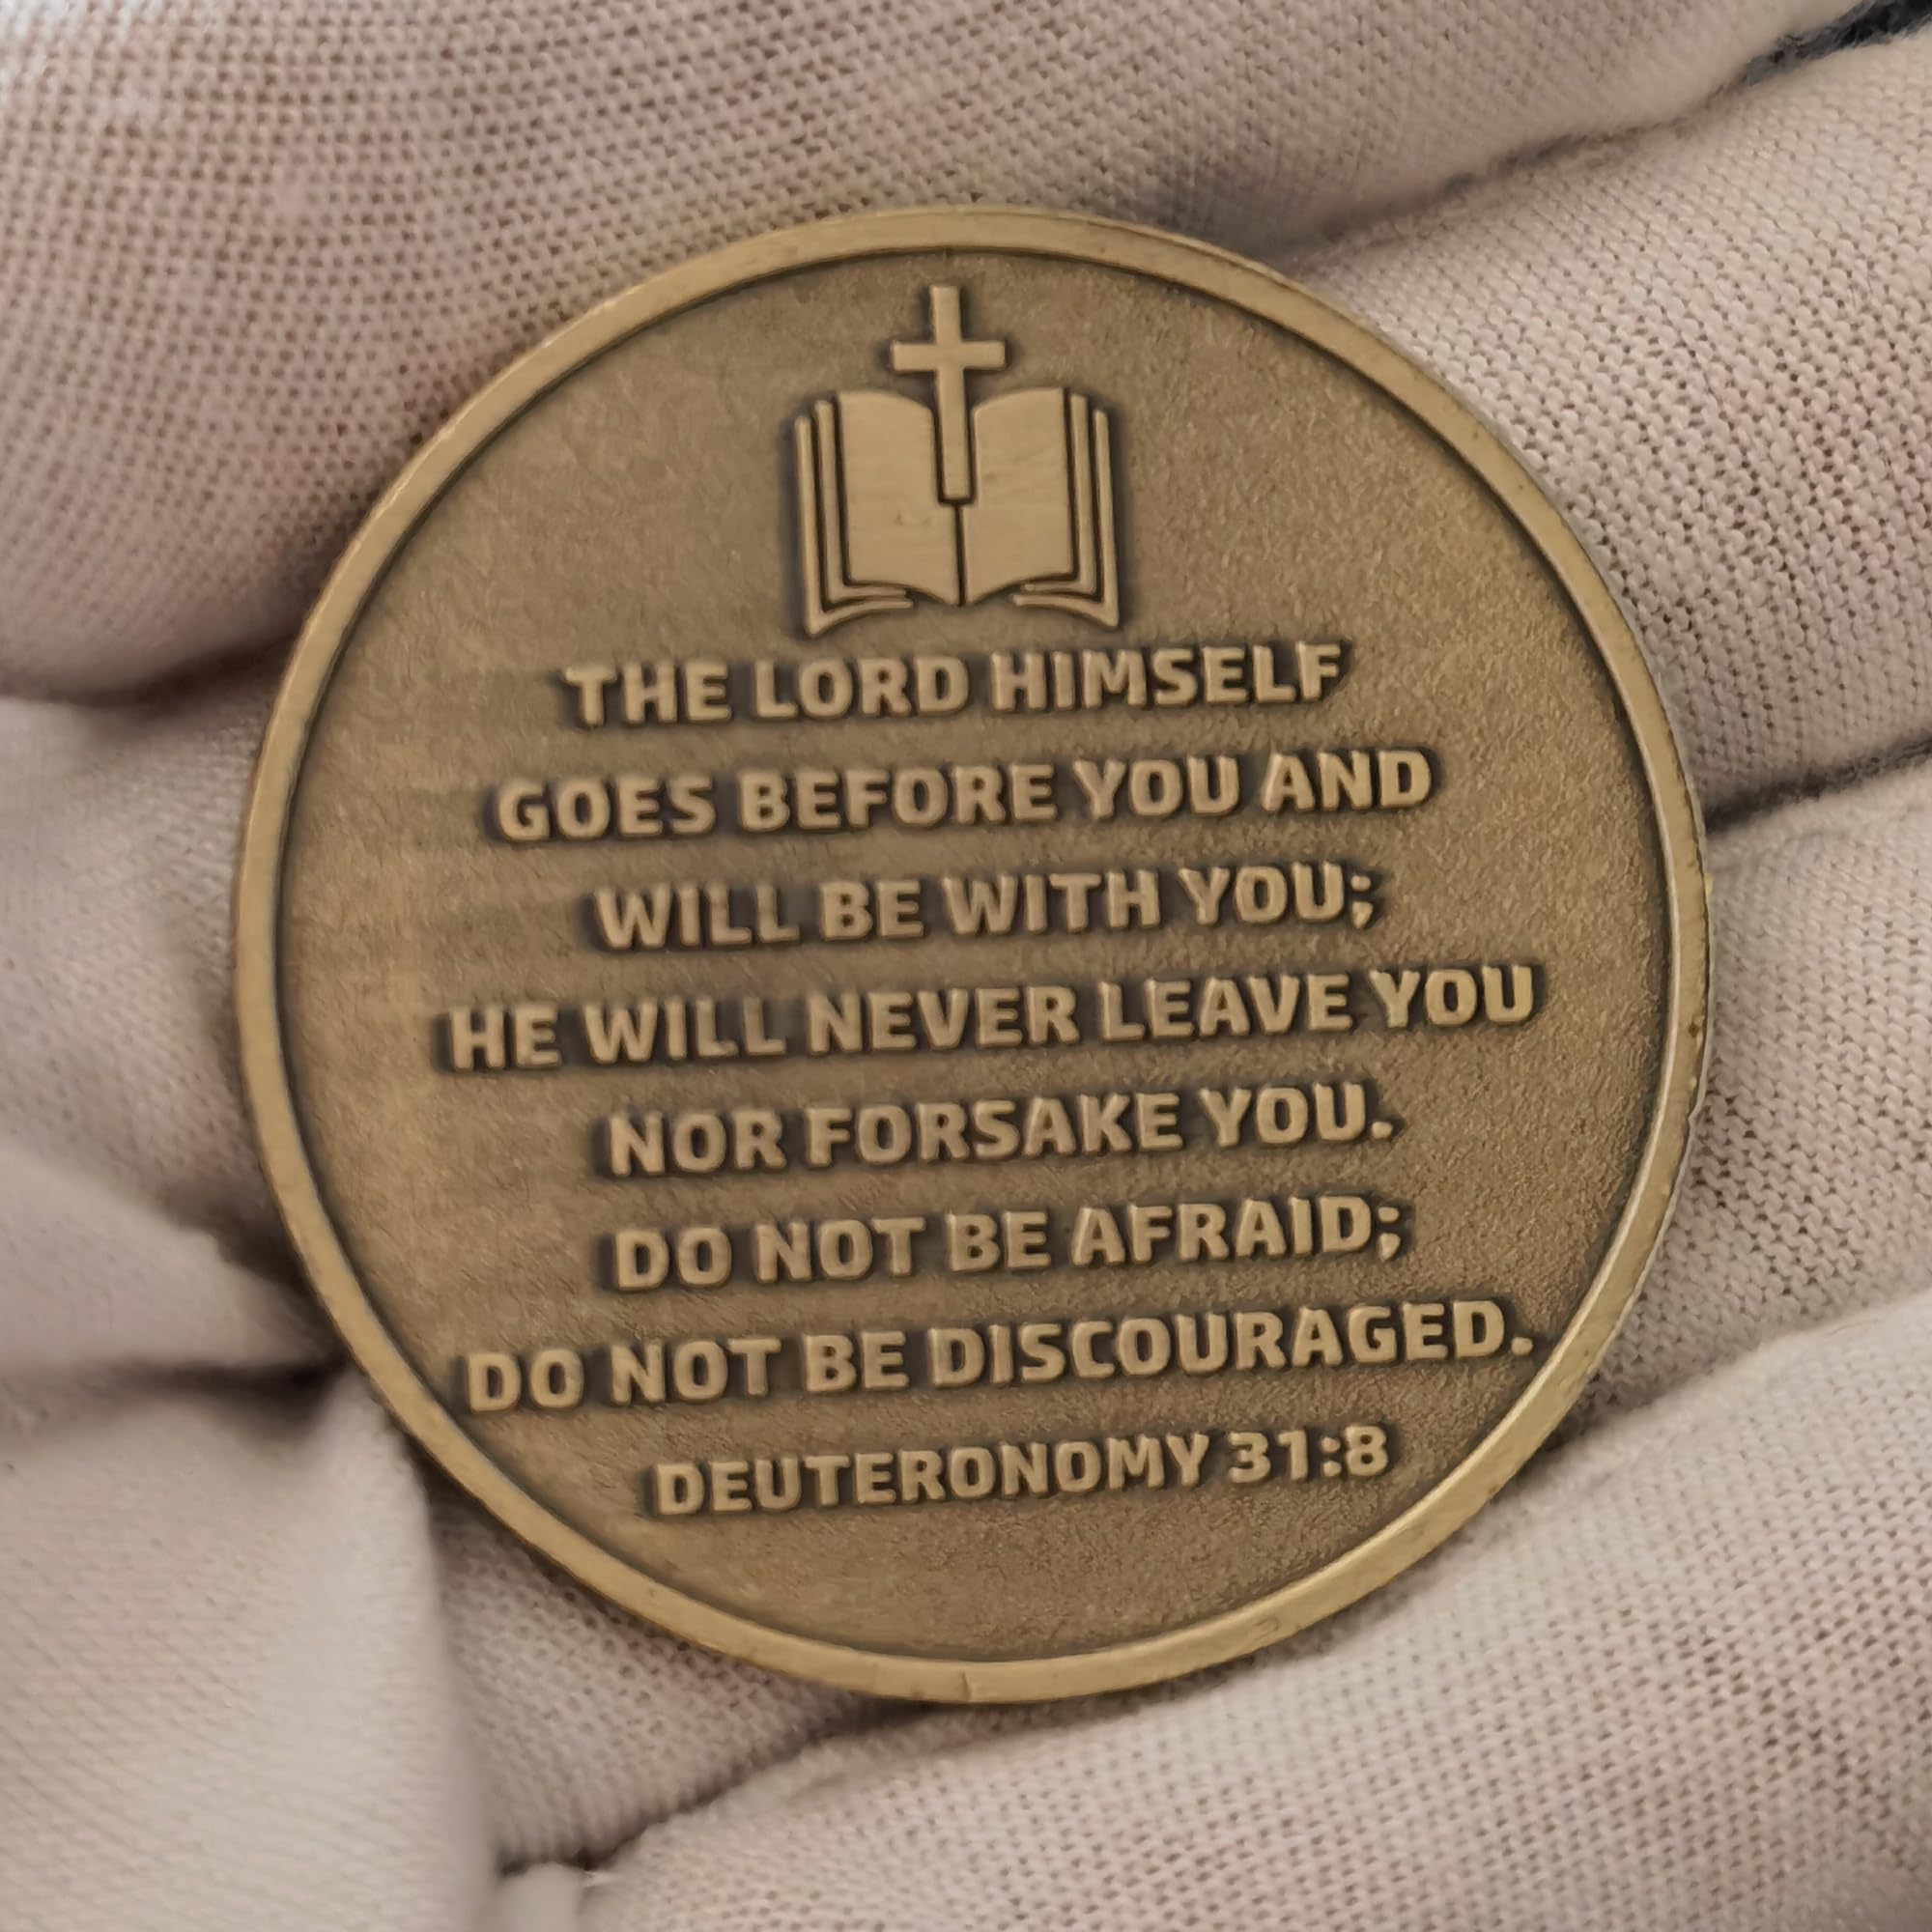 THE LORD HIMSELF
GOES BEFORE YOU AND
WILL BE WITH YOU;
HE WILL NEVER LEAVE YOU
NOR FORSAKE YOU.
DO NOT BE AFRAID;
DO NOT BE DISCOURAGED.
DEUTERONOMY 31:8